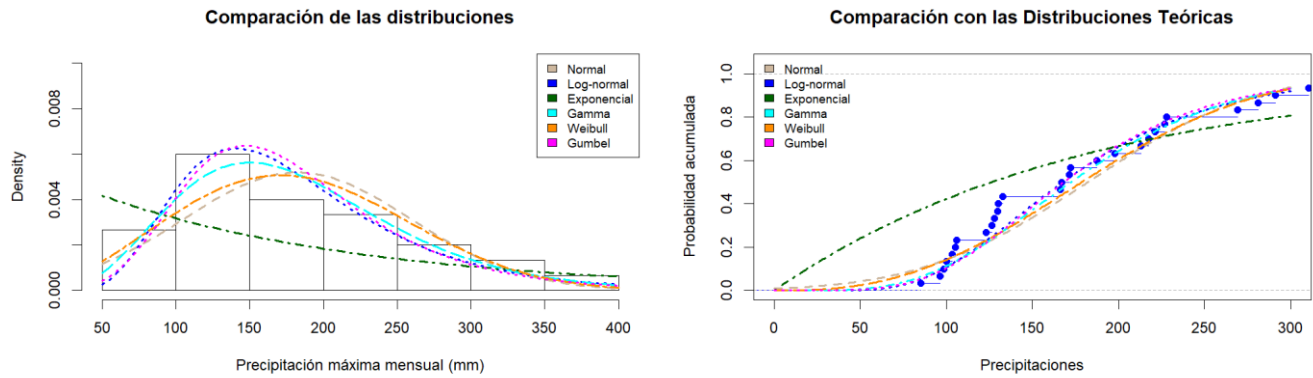 Comparación de las distribuciones
Normal
Log-normal
Exponencial
Gamma
Weibull
Gumbel
Density
0.000
0.004
0.008
50 100 150 200 250 300 350 400
Precipitación máxima mensual (mm)
Comparación con las Distribuciones Teóricas
Normal
Log-normal
Exponencial
Gamma
Weibull
Gumbel
Probabilidad acumulada
0.0
0.2
0.4
0.6
0.8
1.0
0 50 100 150 200 250 300
Precipitaciones